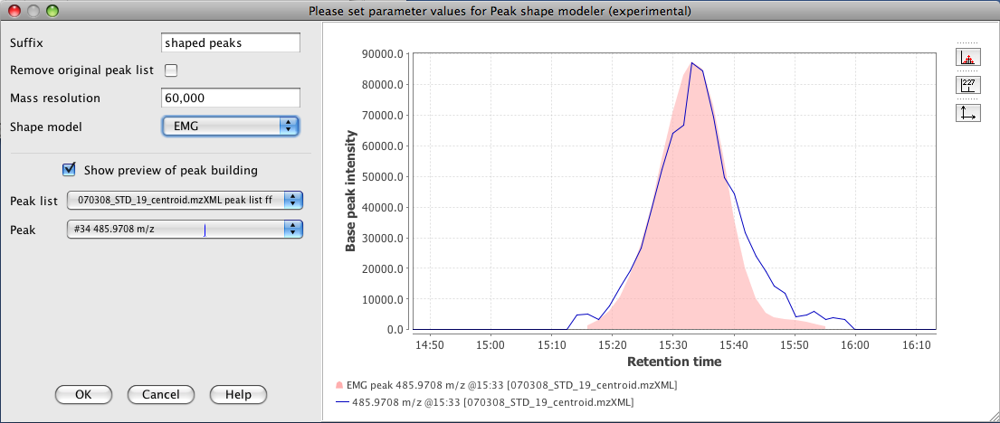 Please set parameter values for Peak shape modeler (experimental)
Suffix shaped peaks
Remove original peak list
Mass resolution 60,000
Shape model EMG
Show preview of peak building
Peak list 070308_STD_19_centroid.mzXML peak list ff
Peak #34 485.9708 m/z
OK Cancel Help
Base peak intensity
90000.0
80000.0
70000.0
60000.0
50000.0
40000.0
30000.0
20000.0
10000.0
0.0
14:50 15:00 15:10 15:20 15:30 15:40 15:50 16:00 16:10
Retention time
EMG peak 485.9708 m/z @15:33 [070308_STD_19_centroid.mzXML]
485.9708 m/z @15:33 [070308_STD_19_centroid.mzXML]
227